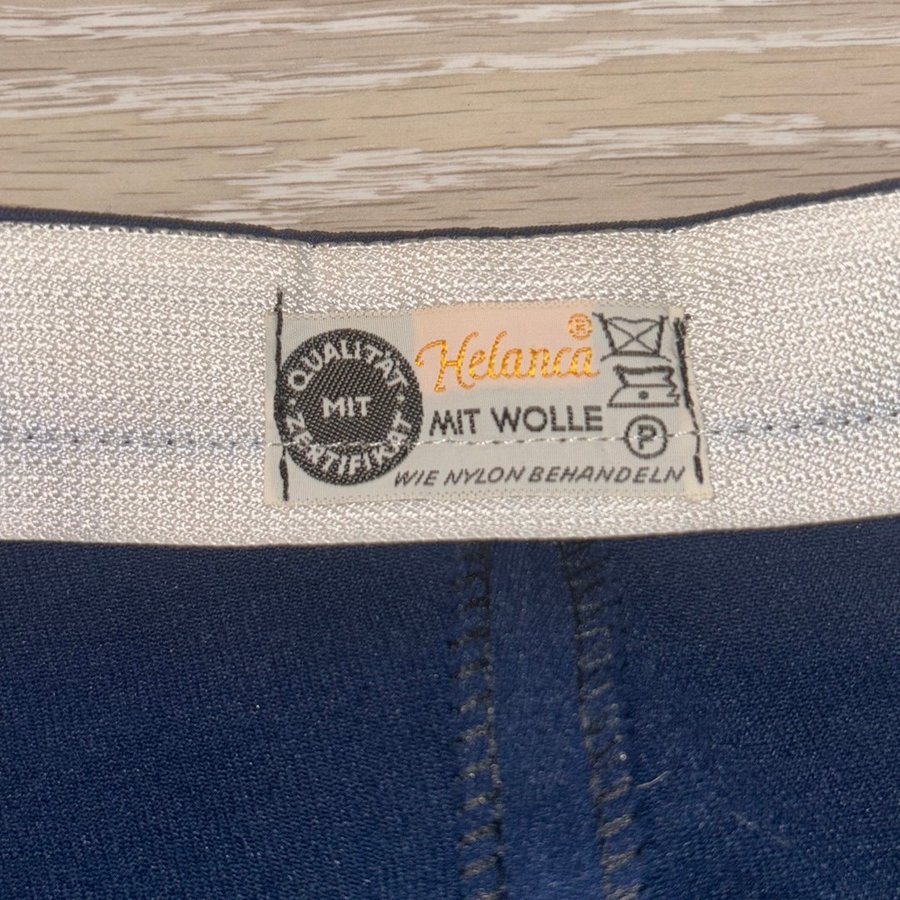 QUALITÄT
MIT
ZERTIFIKAT
Helanca®
MIT WOLLE
P
WIE NYLON BEHANDELN